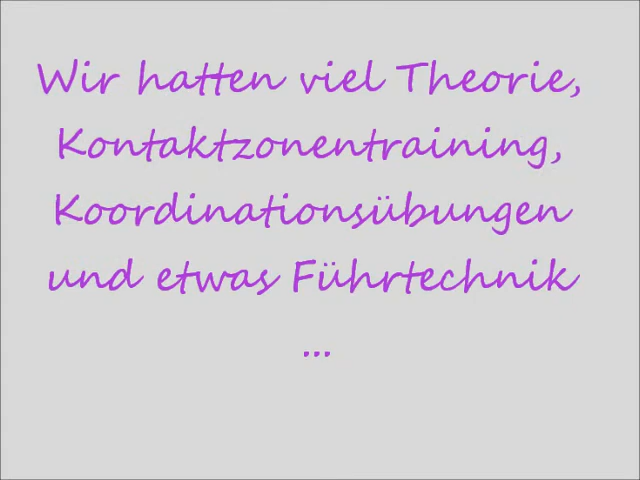 Wir hatten viel Theorie,
Kontaktzonentraining,
Koordinationsübungen
und etwas Führtechnik
...